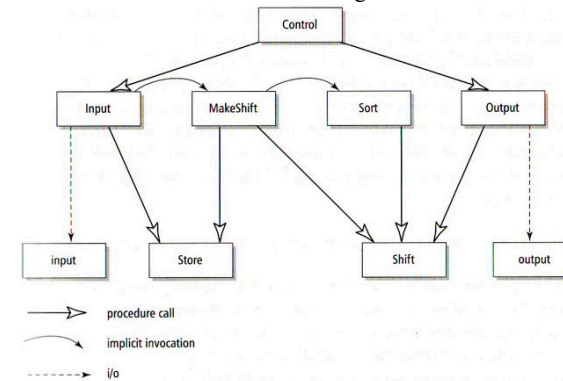 Control
Input
MakeShift
Sort
Output
input
Store
Shift
output
procedure call
implicit invocation
i/o